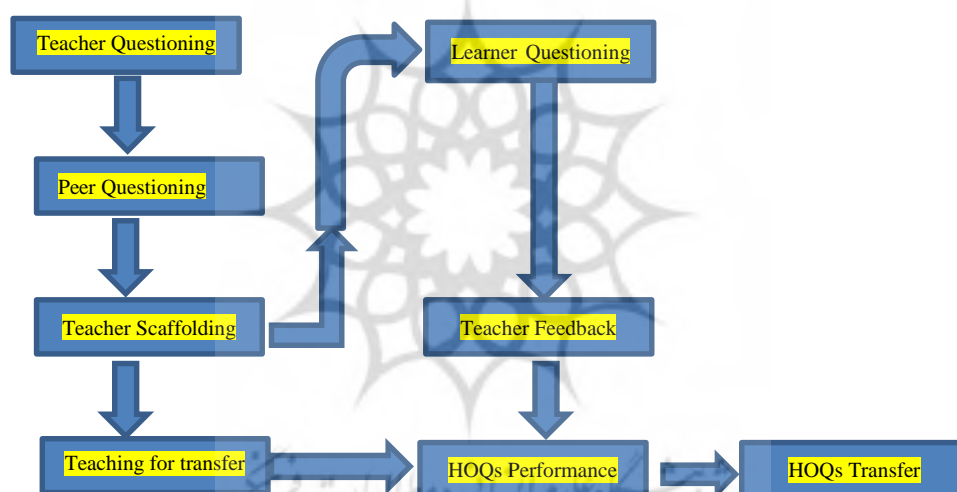 Teacher Questioning
Learner Questioning
Peer Questioning
Teacher Scaffolding
Teacher Feedback
Teaching for transfer
HOQs Performance
HOQs Transfer